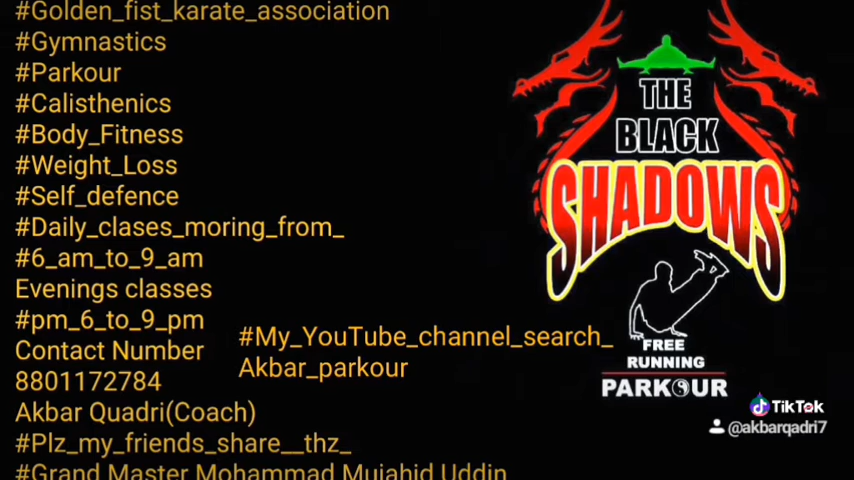 #Golden_fist_karate_association
#Gymnastics
#Parkour
#Calisthenics
#Body_Fitness
#Weight_Loss
#Self_defence
#Daily_clases_moring_from_
#6_am_to_9_am
Evenings classes
#pm_6_to_9_pm
Contact Number
8801172784
Akbar Quadri(Coach)
#Plz_my_friends_share__thz_
#Grand Master Mohammad Mujahid Uddin
#My_YouTube_channel_search_
Akbar_parkour
THE
BLACK
SHADOWS
FREE
RUNNING
PARKOUR
TikTok
@akbarqadri7